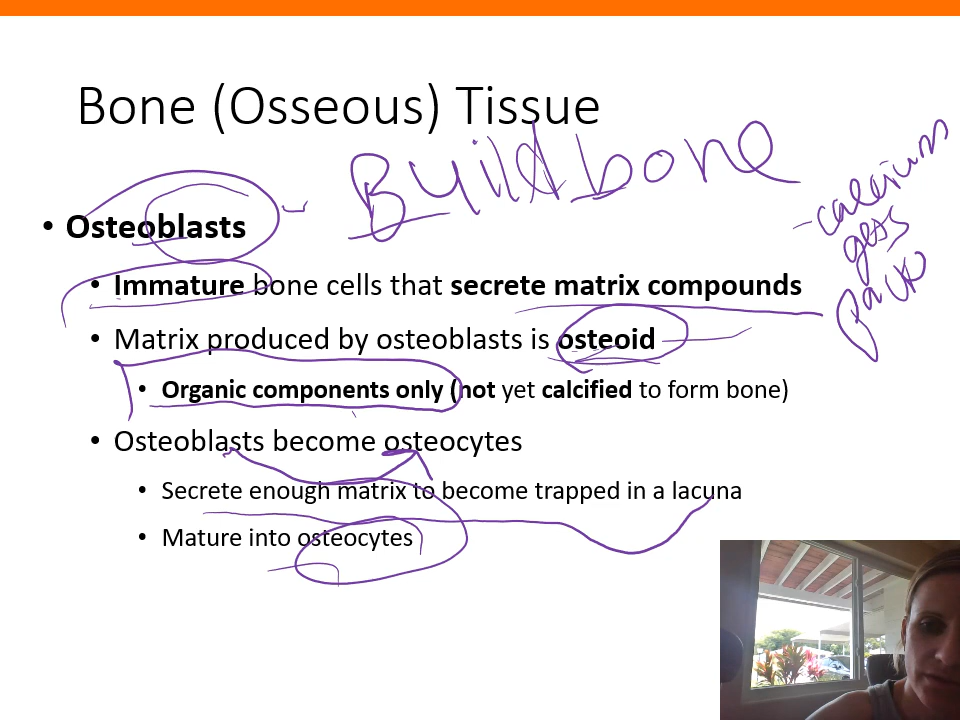 Bone (Osseous) Tissue
Build bone
- calcium
gets
• Osteoblasts
• Immature bone cells that secrete matrix compounds
• Matrix produced by osteoblasts is osteoid
• Organic components only (not yet calcified to form bone)
• Osteoblasts become osteocytes
• Secrete enough matrix to become trapped in a lacuna
• Mature into osteocytes